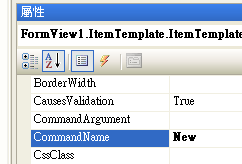 屬性
FormView1.ItemTemplate.ItemTemplate
BorderWidth
CausesValidation True
CommandArgument
CommandName New
CssClass